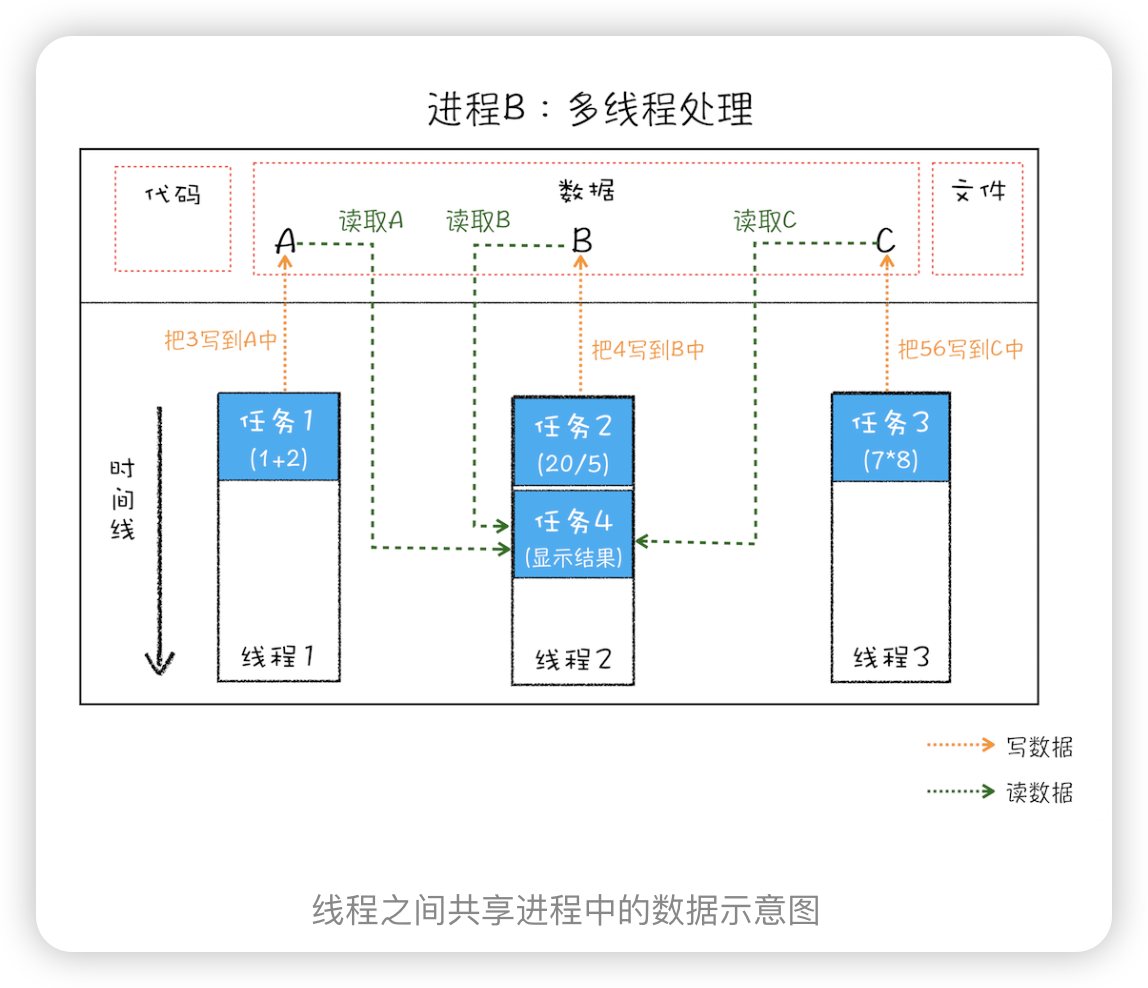 进程B：多线程处理
代码
数据
文件
读取A
读取B
读取C
A
B
C
把3写到A中
把4写到B中
把56写到C中
时间线
任务1
(1+2)
线程1
任务2
(20/5)
任务4
(显示结果)
线程2
任务3
(7*8)
线程3
写数据
读数据
线程之间共享进程中的数据示意图